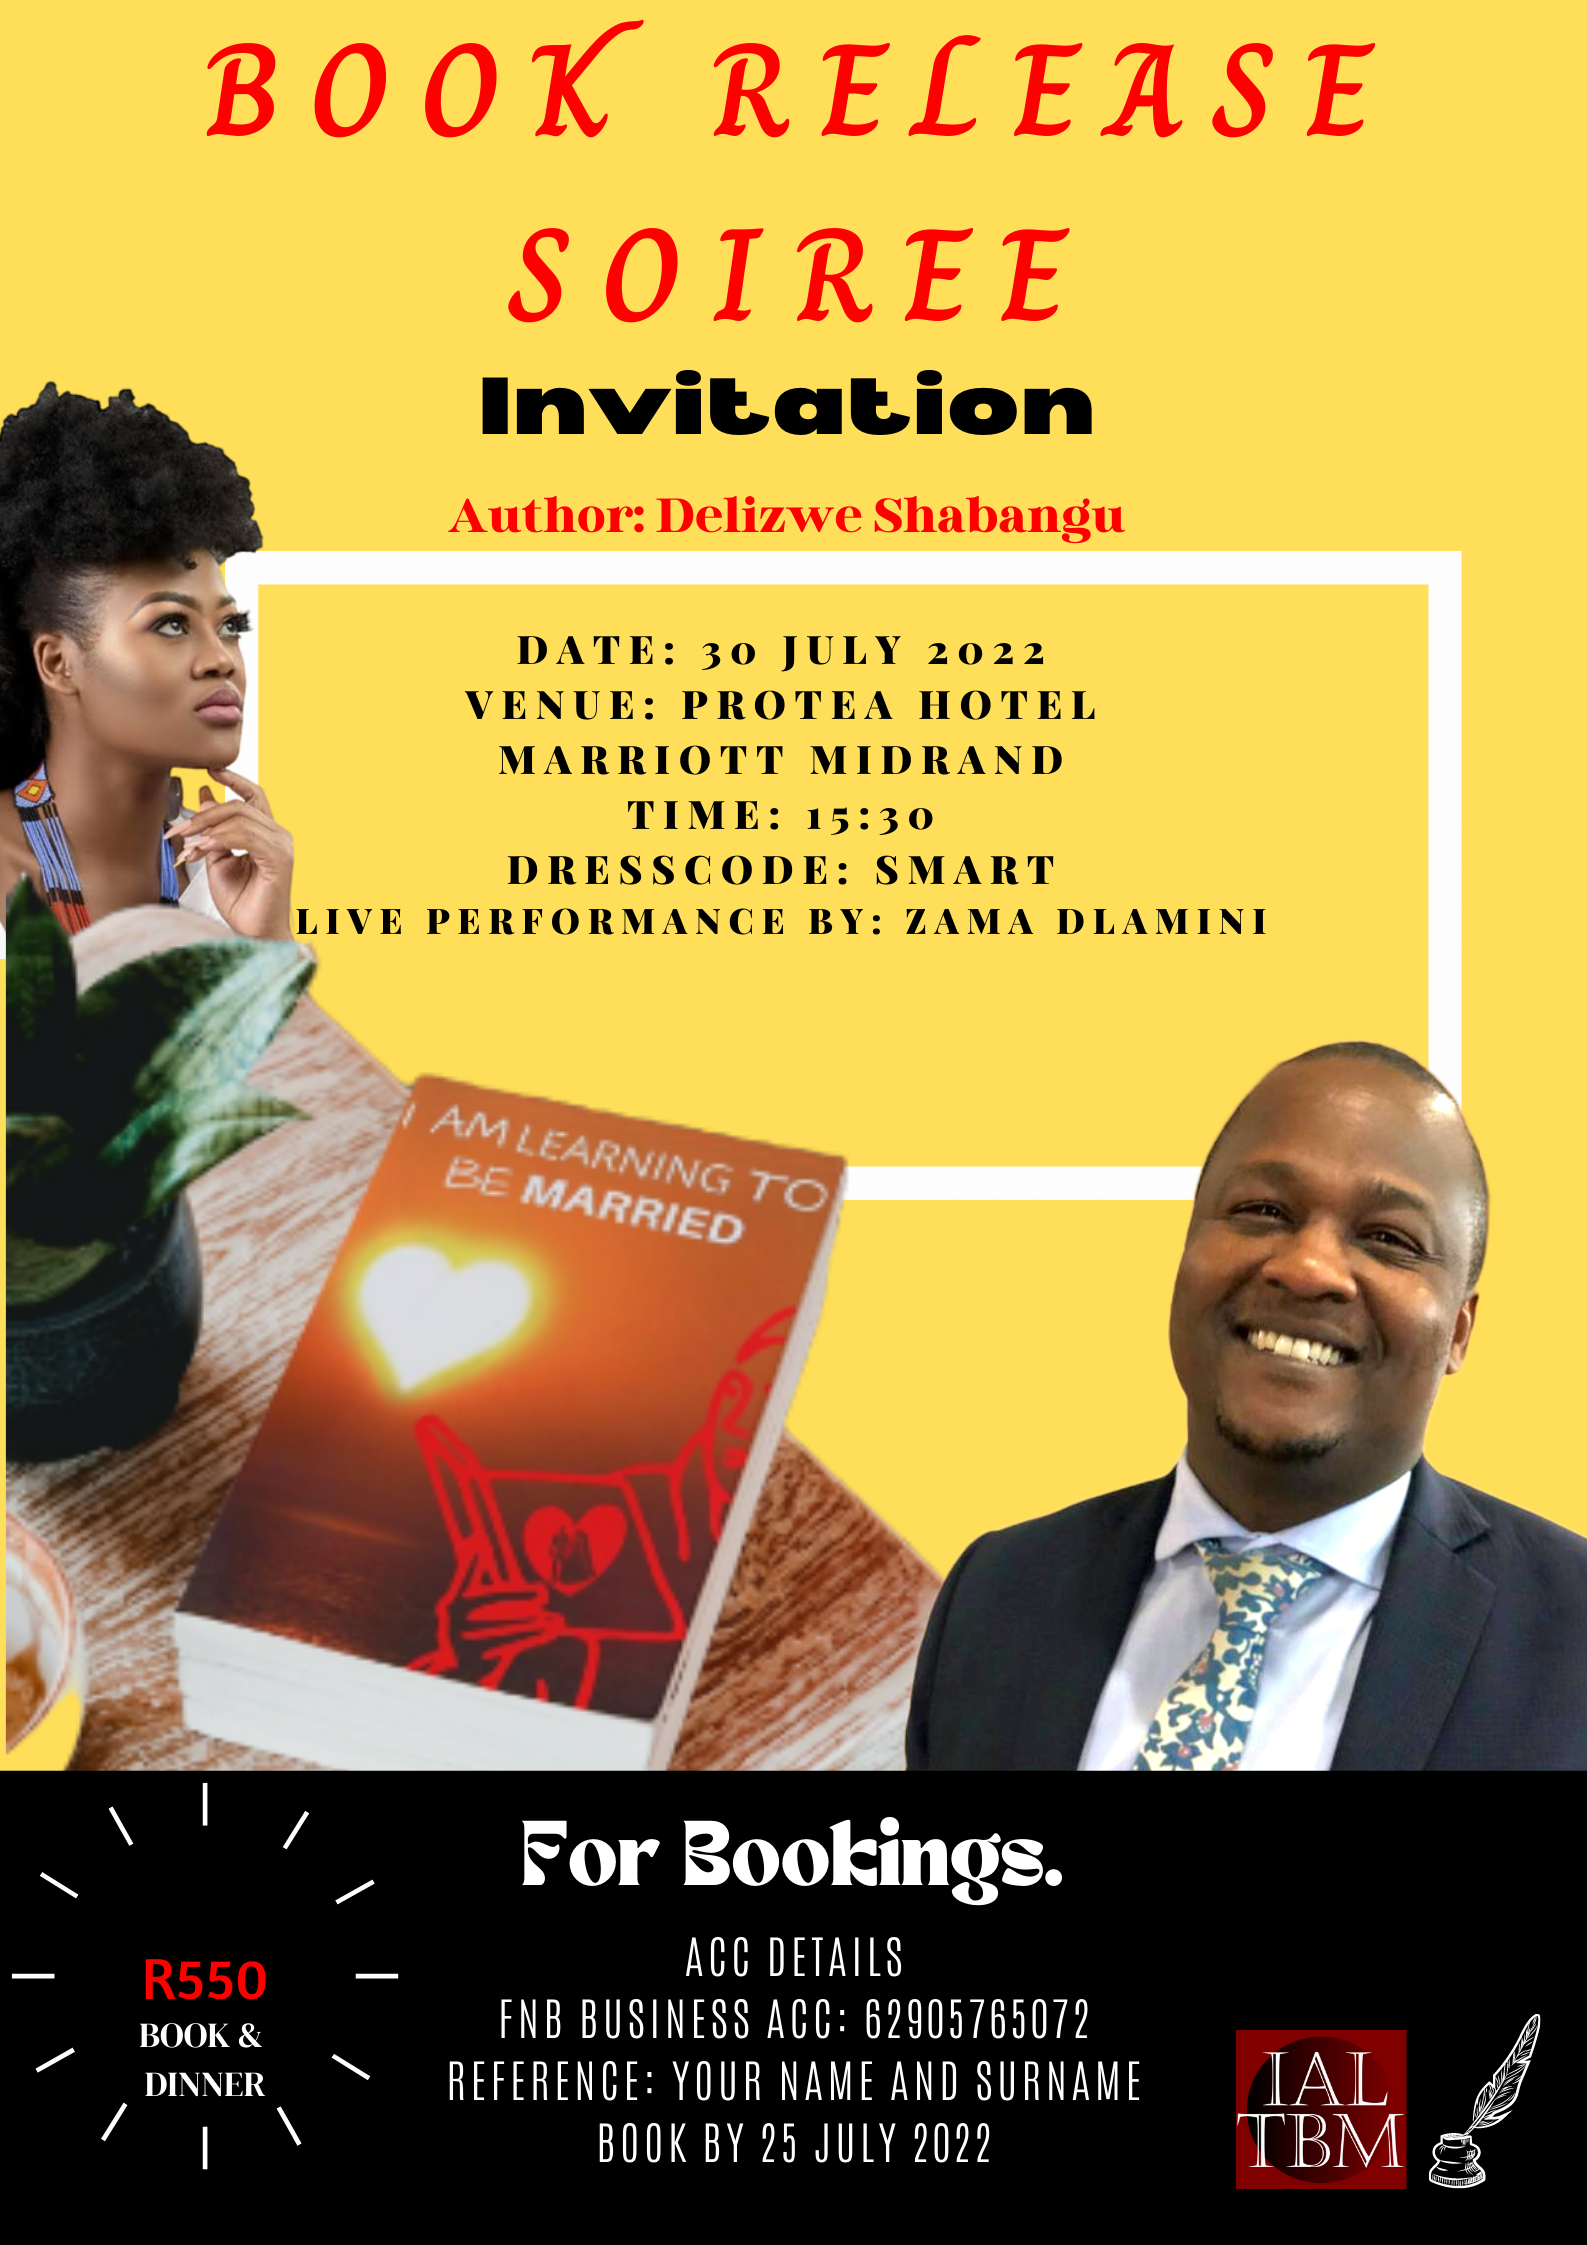 BOOK RELEASE
SOIREE
Invitation
Author: Delizwe Shabangu
DATE: 30 JULY 2022
VENUE: PROTEA HOTEL
MARRIOTT MIDRAND
TIME: 15:30
DRESSCODE: SMART
LIVE PERFORMANCE BY: ZAMA DLAMINI
I AM LEARNING TO
BE MARRIED
For Bookings.
ACC DETAILS
FNB BUSINESS ACC: 62905765072
REFERENCE: YOUR NAME AND SURNAME
BOOK BY 25 JULY 2022
R550
BOOK &
DINNER
IAL
TBM